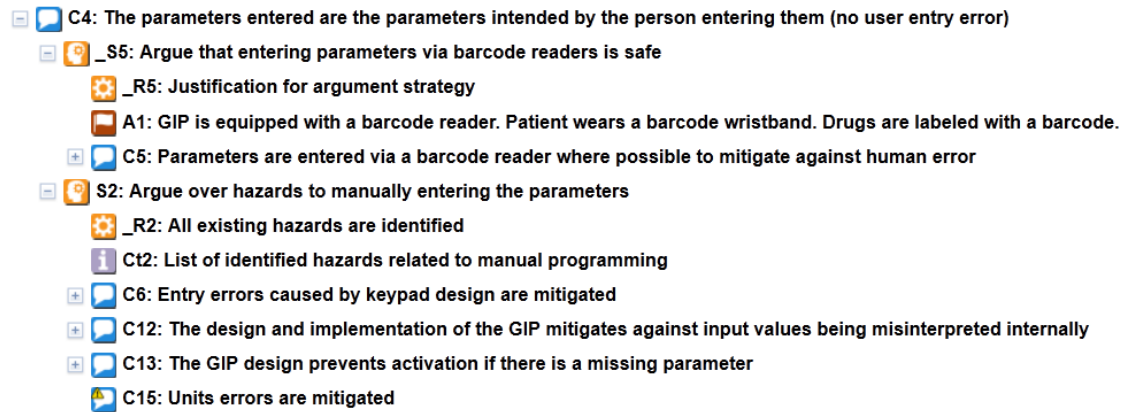 C4: The parameters entered are the parameters intended by the person entering them (no user entry error)
_S5: Argue that entering parameters via barcode readers is safe
_R5: Justification for argument strategy
A1: GIP is equipped with a barcode reader. Patient wears a barcode wristband. Drugs are labeled with a barcode.
C5: Parameters are entered via a barcode reader where possible to mitigate against human error
S2: Argue over hazards to manually entering the parameters
_R2: All existing hazards are identified
Ct2: List of identified hazards related to manual programming
C6: Entry errors caused by keypad design are mitigated
C12: The design and implementation of the GIP mitigates against input values being misinterpreted internally
C13: The GIP design prevents activation if there is a missing parameter
C15: Units errors are mitigated